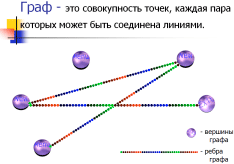 Граф - это совокупность точек, каждая пара
которых может быть соединена линиями.
- вершины
графа
- ребра
графа